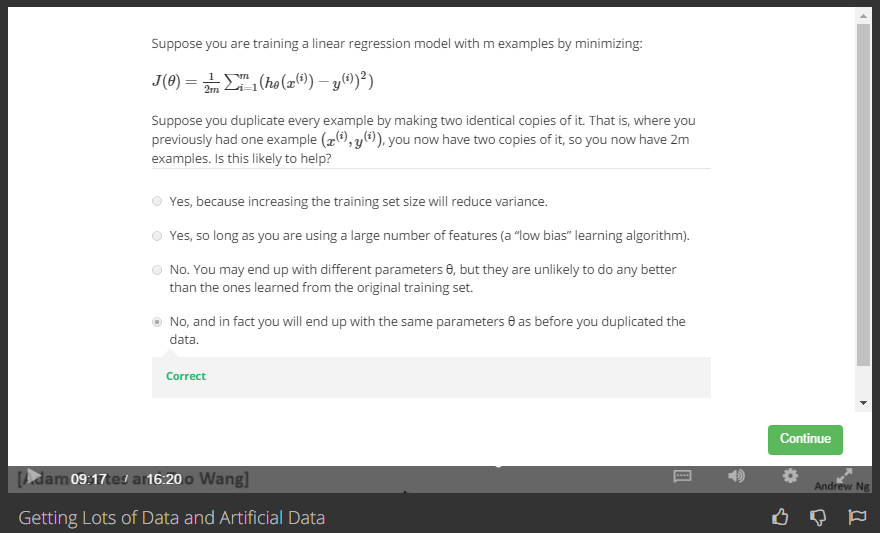 Suppose you are training a linear regression model with m examples by minimizing:
J(θ) = 1/2m ∑ᵐᵢ₌₁ (hθ(x⁽ⁱ⁾) − y⁽ⁱ⁾)²)
Suppose you duplicate every example by making two identical copies of it. That is, where you
previously had one example (x⁽ⁱ⁾, y⁽ⁱ⁾), you now have two copies of it, so you now have 2m
examples. Is this likely to help?
Yes, because increasing the training set size will reduce variance.
Yes, so long as you are using a large number of features (a “low bias” learning algorithm).
No. You may end up with different parameters θ, but they are unlikely to do any better
than the ones learned from the original training set.
No, and in fact you will end up with the same parameters θ as before you duplicated the
data.
Correct
Continue
[Adam and Wang]
09:17 / 16:20
Andrew Ng
Getting Lots of Data and Artificial Data